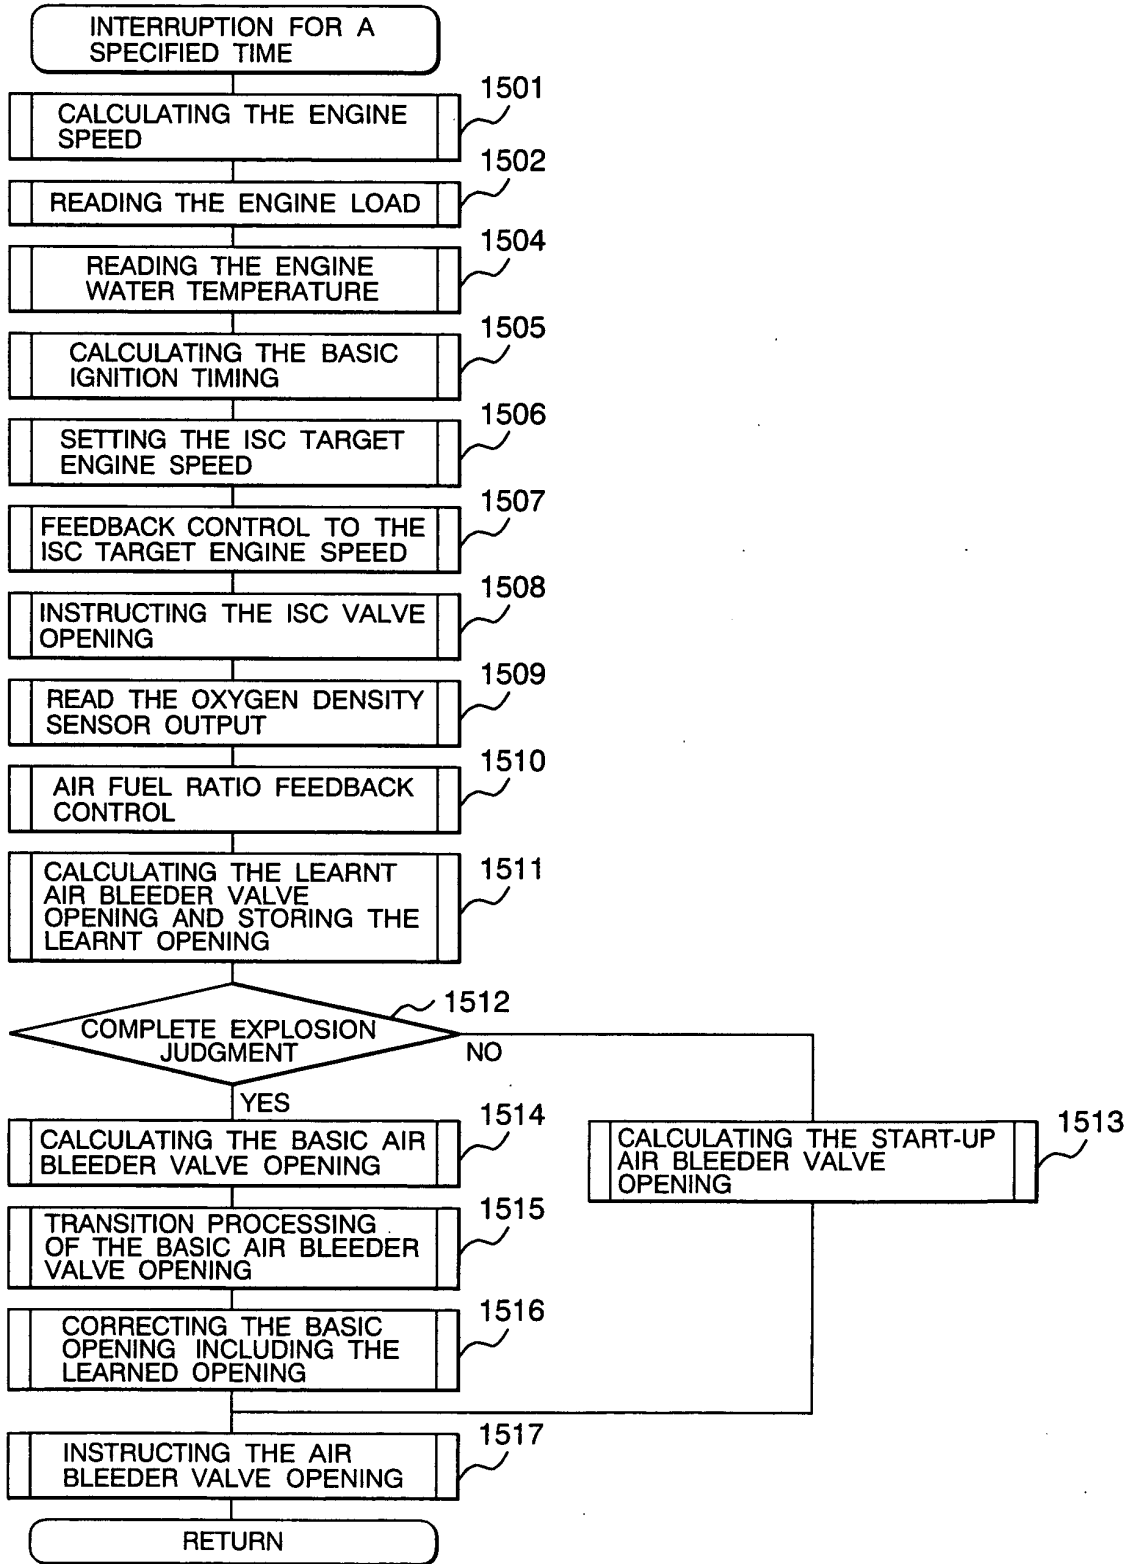 INTERRUPTION FOR A
SPECIFIED TIME
1501
CALCULATING THE ENGINE
SPEED
1502
READING THE ENGINE LOAD
1504
READING THE ENGINE
WATER TEMPERATURE
1505
CALCULATING THE BASIC
IGNITION TIMING
1506
SETTING THE ISC TARGET
ENGINE SPEED
1507
FEEDBACK CONTROL TO THE
ISC TARGET ENGINE SPEED
1508
INSTRUCTING THE ISC VALVE
OPENING
1509
READ THE OXYGEN DENSITY
SENSOR OUTPUT
1510
AIR FUEL RATIO FEEDBACK
CONTROL
1511
CALCULATING THE LEARNT
AIR BLEEDER VALVE
OPENING AND STORING THE
LEARNT OPENING
1512
COMPLETE EXPLOSION
JUDGMENT
NO
YES
1514
CALCULATING THE BASIC AIR
BLEEDER VALVE OPENING
1513
CALCULATING THE START-UP
AIR BLEEDER VALVE
OPENING
1515
TRANSITION PROCESSING
OF THE BASIC AIR BLEEDER
VALVE OPENING
1516
CORRECTING THE BASIC
OPENING INCLUDING THE
LEARNED OPENING
1517
INSTRUCTING THE AIR
BLEEDER VALVE OPENING
RETURN